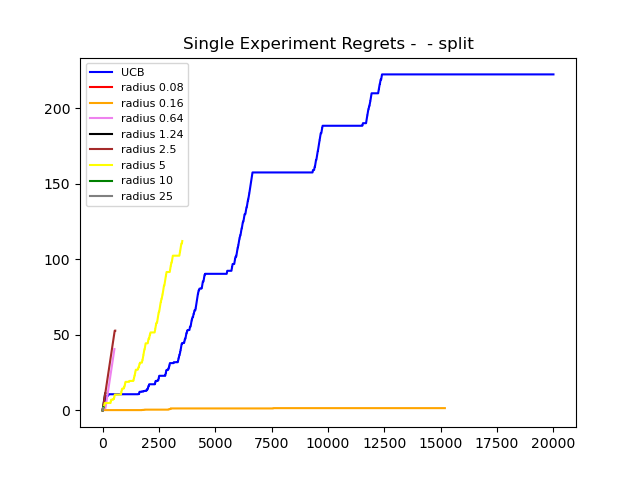 Single Experiment Regrets -  - split
UCB
radius 0.08
radius 0.16
radius 0.64
radius 1.24
radius 2.5
radius 5
radius 10
radius 25
200
150
100
50
0
0 2500 5000 7500 10000 12500 15000 17500 20000